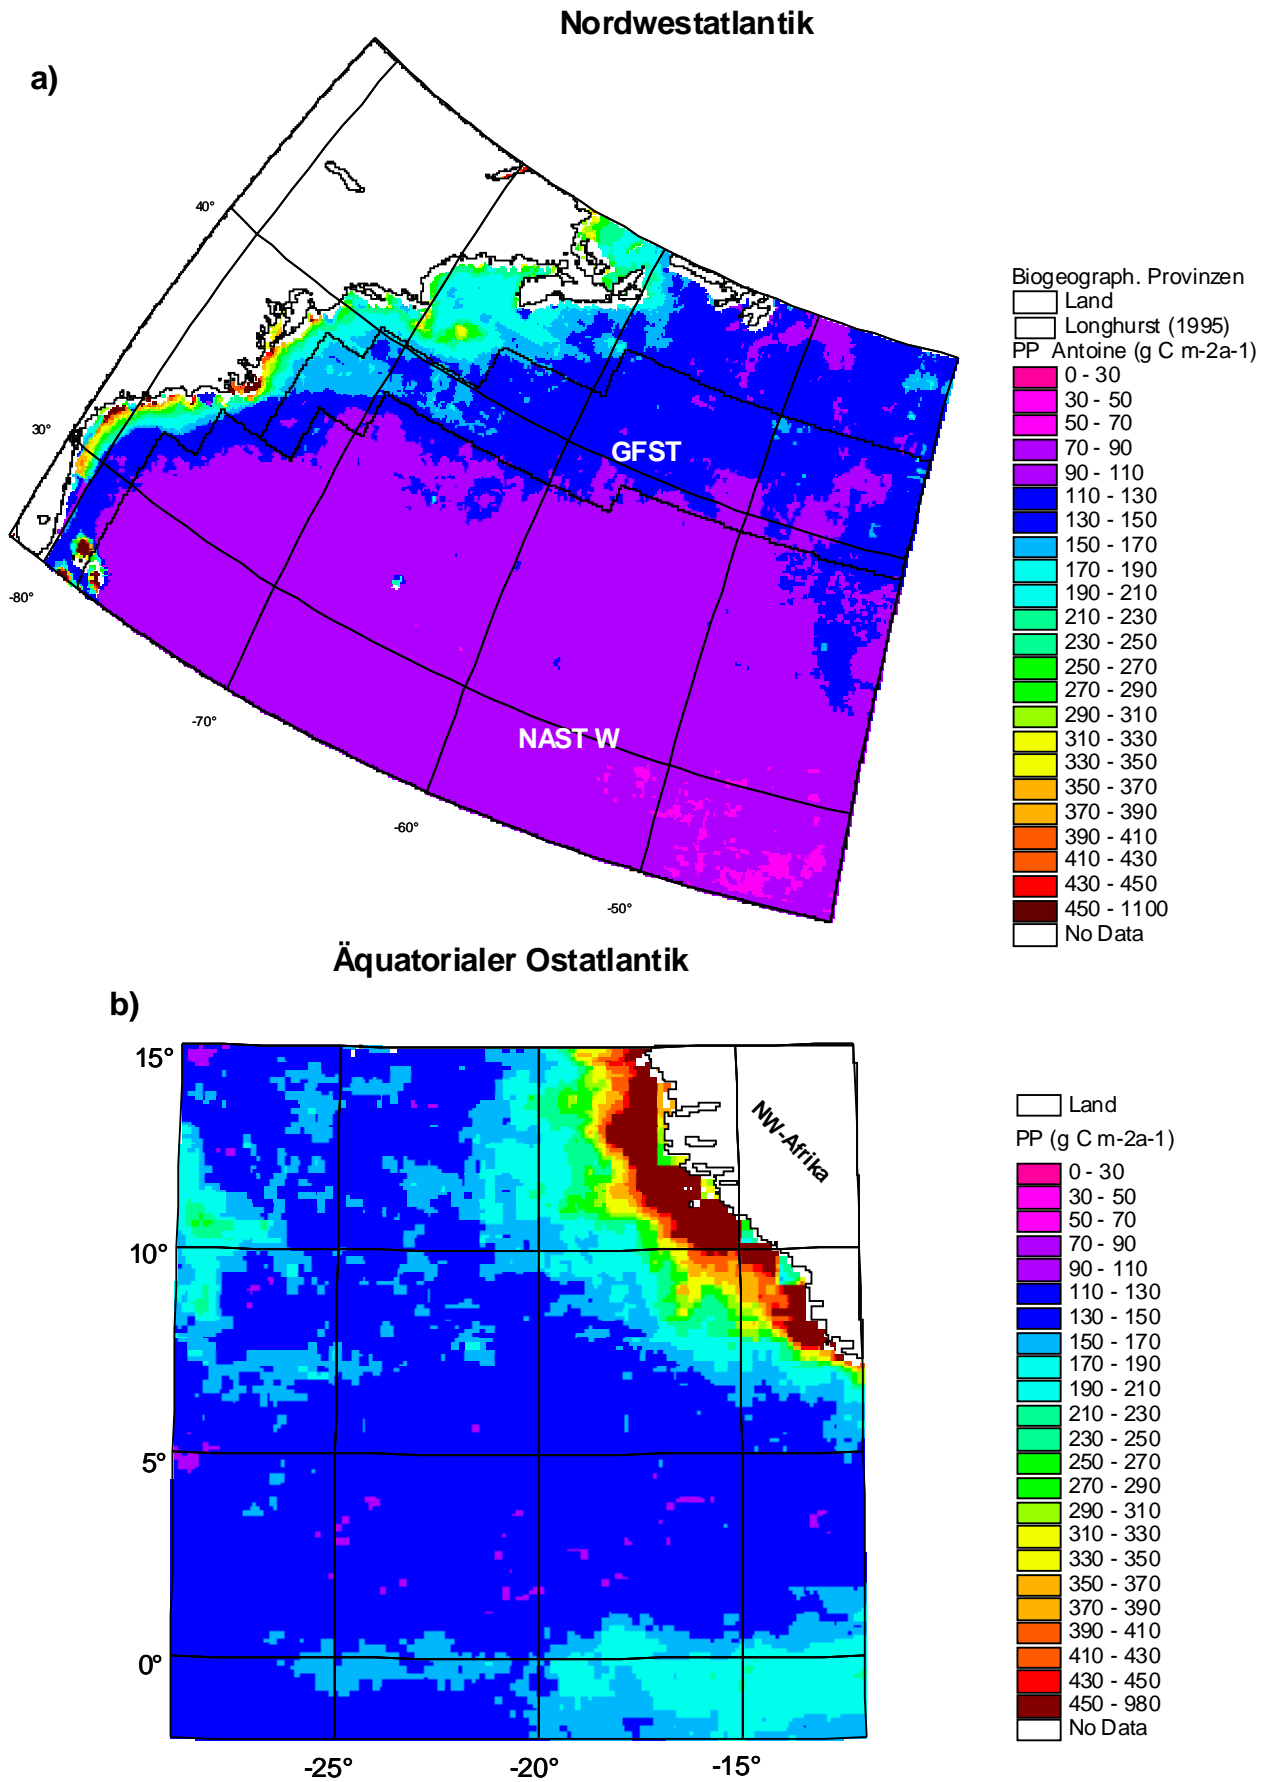 Nordwestatlantik
a)
40°
30°
-80°
-70°
-60°
-50°
GFST
NAST W
Biogeograph. Provinzen
Land
Longhurst (1995)
PP Antoine (g C m-2a-1)
0 - 30
30 - 50
50 - 70
70 - 90
90 - 110
110 - 130
130 - 150
150 - 170
170 - 190
190 - 210
210 - 230
230 - 250
250 - 270
270 - 290
290 - 310
310 - 330
330 - 350
350 - 370
370 - 390
390 - 410
410 - 430
430 - 450
450 - 1100
No Data
Äquatorialer Ostatlantik
b)
15°
10°
5°
0°
-25°
-20°
-15°
NW-Afrika
Land
PP (g C m-2a-1)
0 - 30
30 - 50
50 - 70
70 - 90
90 - 110
110 - 130
130 - 150
150 - 170
170 - 190
190 - 210
210 - 230
230 - 250
250 - 270
270 - 290
290 - 310
310 - 330
330 - 350
350 - 370
370 - 390
390 - 410
410 - 430
430 - 450
450 - 980
No Data